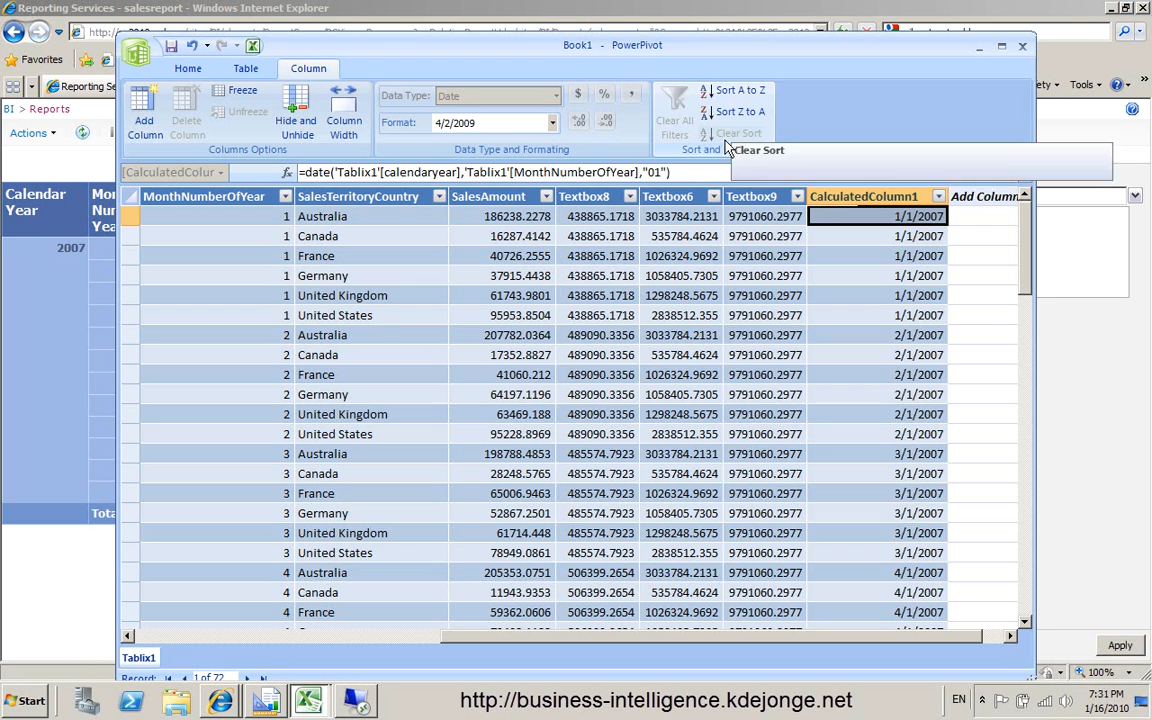 Reporting Services - salesreport - Windows Internet Explorer
Book1 - PowerPivot
Favorites
Reporting Ser
Tools
BI > Reports
Actions
Home
Table
Column
Add Column
Delete Column
Freeze
Unfreeze
Hide and Unhide
Column Width
Columns Options
Data Type: Date
Format: 4/2/2009
$ % ,
Data Type and Formating
Clear All Filters
Sort A to Z
Sort Z to A
Clear Sort
Sort and
Clear Sort
[CalculatedColur fx =date('Tablix1'[calendaryear],'Tablix1'[MonthNumberOfYear],"01")
Calendar Year
2007
MonthNumberOfYear SalesTerritoryCountry SalesAmount Textbox8 Textbox6 Textbox9 CalculatedColumn1 Add Column
1 Australia 186238.2278 438865.1718 3033784.2131 9791060.2977 1/1/2007
1 Canada 16287.4142 438865.1718 535784.4624 9791060.2977 1/1/2007
1 France 40726.2555 438865.1718 1026324.9692 9791060.2977 1/1/2007
1 Germany 37915.4438 438865.1718 1058405.7305 9791060.2977 1/1/2007
1 United Kingdom 61743.9801 438865.1718 1298248.5675 9791060.2977 1/1/2007
1 United States 95953.8504 438865.1718 2838512.355 9791060.2977 1/1/2007
2 Australia 207782.0364 489090.3356 3033784.2131 9791060.2977 2/1/2007
2 Canada 17352.8827 489090.3356 535784.4624 9791060.2977 2/1/2007
2 France 41060.212 489090.3356 1026324.9692 9791060.2977 2/1/2007
2 Germany 64197.1196 489090.3356 1058405.7305 9791060.2977 2/1/2007
2 United Kingdom 63469.188 489090.3356 1298248.5675 9791060.2977 2/1/2007
2 United States 95228.8969 489090.3356 2838512.355 9791060.2977 2/1/2007
3 Australia 198788.4853 485574.7923 3033784.2131 9791060.2977 3/1/2007
3 Canada 28248.5765 485574.7923 535784.4624 9791060.2977 3/1/2007
3 France 65006.9463 485574.7923 1026324.9692 9791060.2977 3/1/2007
3 Germany 52867.2501 485574.7923 1058405.7305 9791060.2977 3/1/2007
3 United Kingdom 61714.448 485574.7923 1298248.5675 9791060.2977 3/1/2007
3 United States 78949.0861 485574.7923 2838512.355 9791060.2977 3/1/2007
4 Australia 205353.0751 506399.2654 3033784.2131 9791060.2977 4/1/2007
4 Canada 11943.9353 506399.2654 535784.4624 9791060.2977 4/1/2007
4 France 59362.0606 506399.2654 1026324.9692 9791060.2977 4/1/2007
Tota
Tablix1
Record: 1 of 72
Apply
100%
Start
http://business-intelligence.kdejonge.net
EN
7:31 PM
1/16/2010